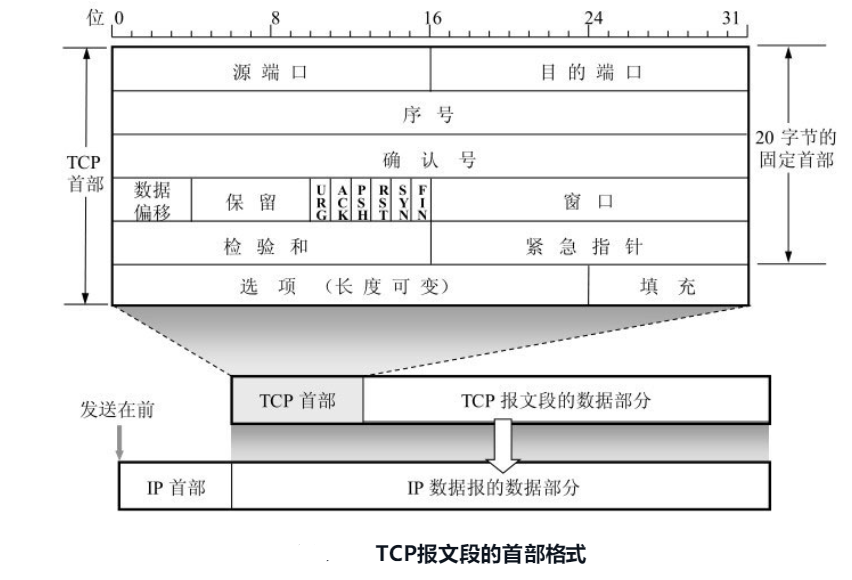 位 0 8 16 24 31
源端口 目的端口
序号
确认号
TCP
首部
20 字节的
固定首部
数据
偏移
保留
URG
ACK
PSH
RST
SYN
FIN
窗口
检验和 紧急指针
选项 （长度可变） 填充
TCP 首部 TCP 报文段的数据部分
发送在前
IP 首部 IP 数据报的数据部分
TCP报文段的首部格式